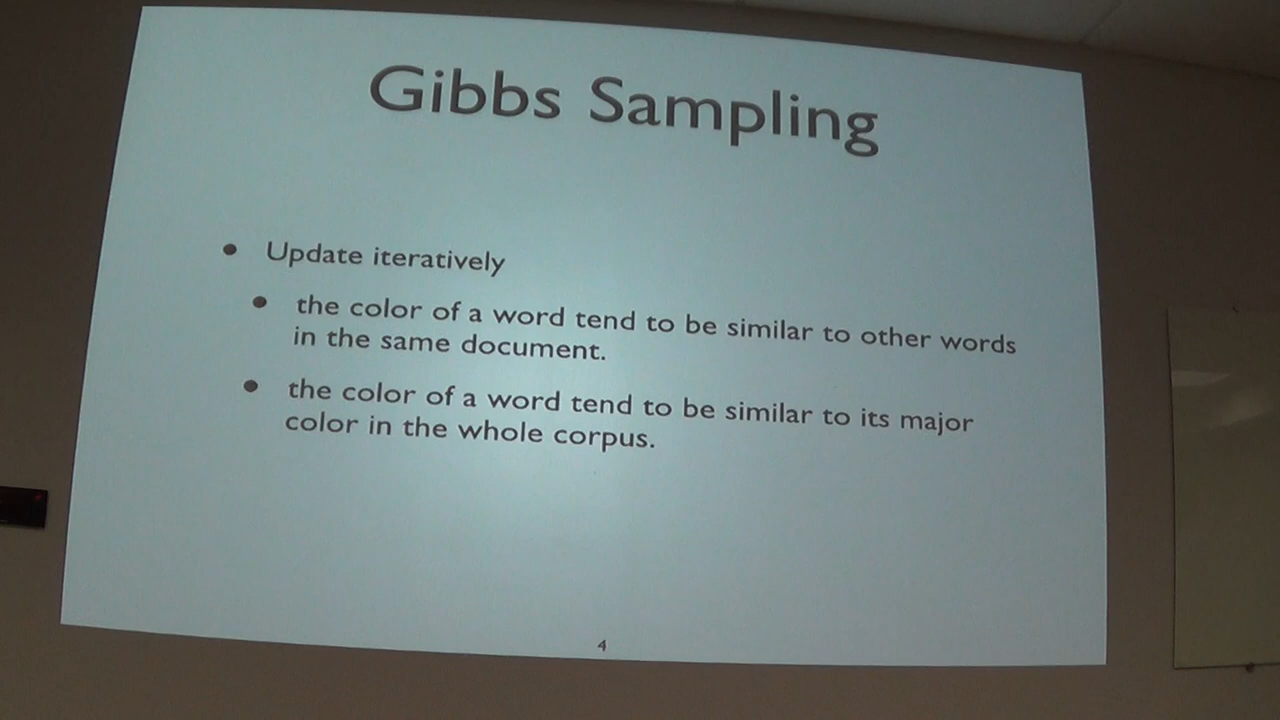 Gibbs Sampling
• Update iteratively
• the color of a word tend to be similar to other words
in the same document.
• the color of a word tend to be similar to its major
color in the whole corpus.
4